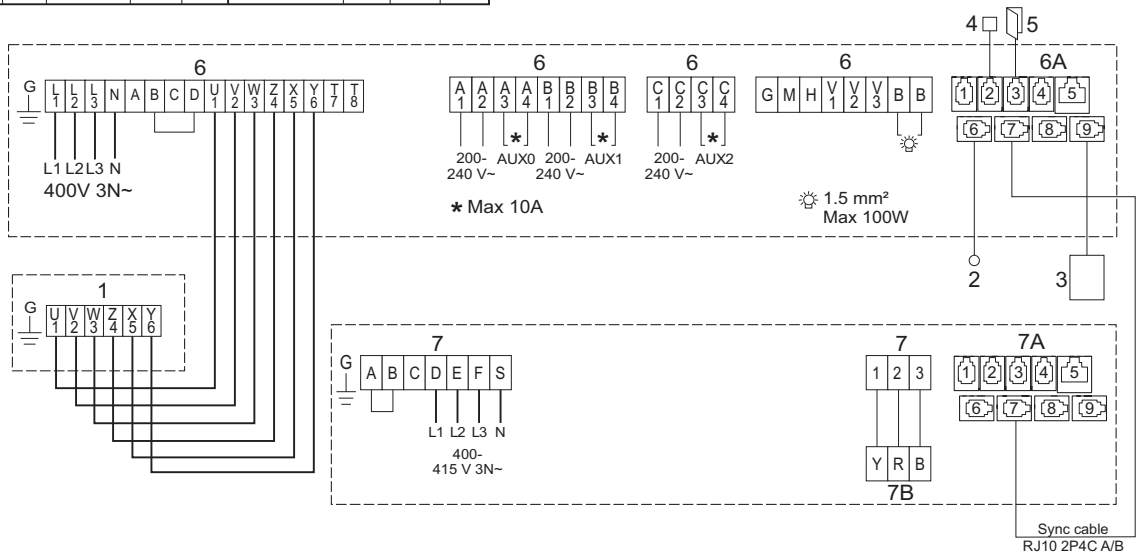 4 5
6 6 6 6 6A
G L1 L2 L3 N A B C D U1 V2 W3 Z4 X5 Y6 T7 T8
A1 A2 A3 A4 B1 B2 B3 B4
C1 C2 C3 C4
G M H V1 V2 V3 B B
1 2 3 4 5
6 7 8 9
L1 L2 L3 N
400V 3N~
200-240 V~
* AUX0
200-240 V~
* AUX1
200-240 V~
* AUX2
* Max 10A
1.5 mm²
Max 100W
2 3
1
G U1 V2 W3 Z4 X5 Y6
7 7 7A
G A B C D E F S
1 2 3
1 2 3 4 5
6 7 8 9
L1 L2 L3 N
400-
415 V 3N~
Y R B
7B
Sync cable
RJ10 2P4C A/B